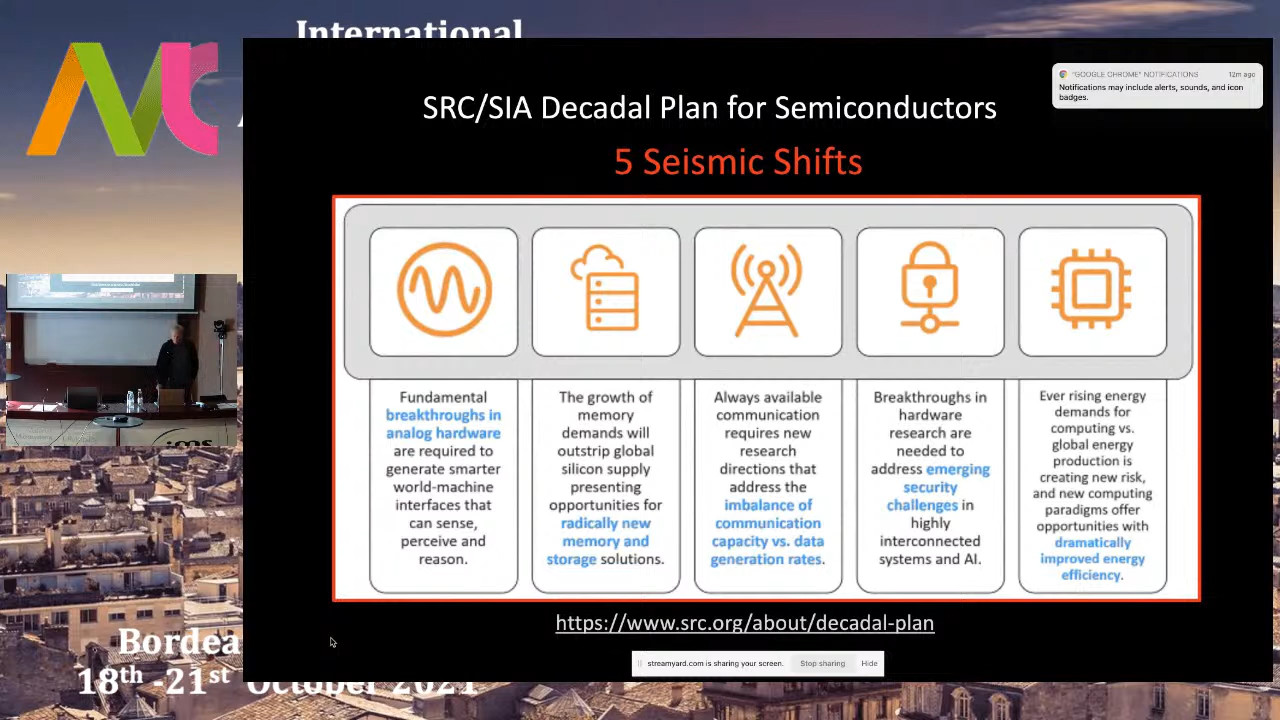 International
"GOOGLE CHROME" NOTIFICATIONS
12m ago
Notifications may include alerts, sounds, and icon
badges.
SRC/SIA Decadal Plan for Semiconductors
5 Seismic Shifts
Fundamental
breakthroughs in
analog hardware
are required to
generate smarter
world-machine
interfaces that
can sense,
perceive and
reason.
The growth of
memory
demands will
outstrip global
silicon supply
presenting
opportunities for
radically new
memory and
storage solutions.
Always available
communication
requires new
research
directions that
address the
imbalance of
communication
capacity vs. data
generation rates.
Breakthroughs in
hardware
research are
needed to
address emerging
security
challenges in
highly
interconnected
systems and AI.
Ever rising energy
demands for
computing vs.
global energy
production is
creating new risk,
and new computing
paradigms offer
opportunities with
dramatically
improved energy
efficiency.
https://www.src.org/about/decadal-plan
streamyard.com is sharing your screen.
Stop sharing
Hide
ims
Bordea
18th -21st October 2021